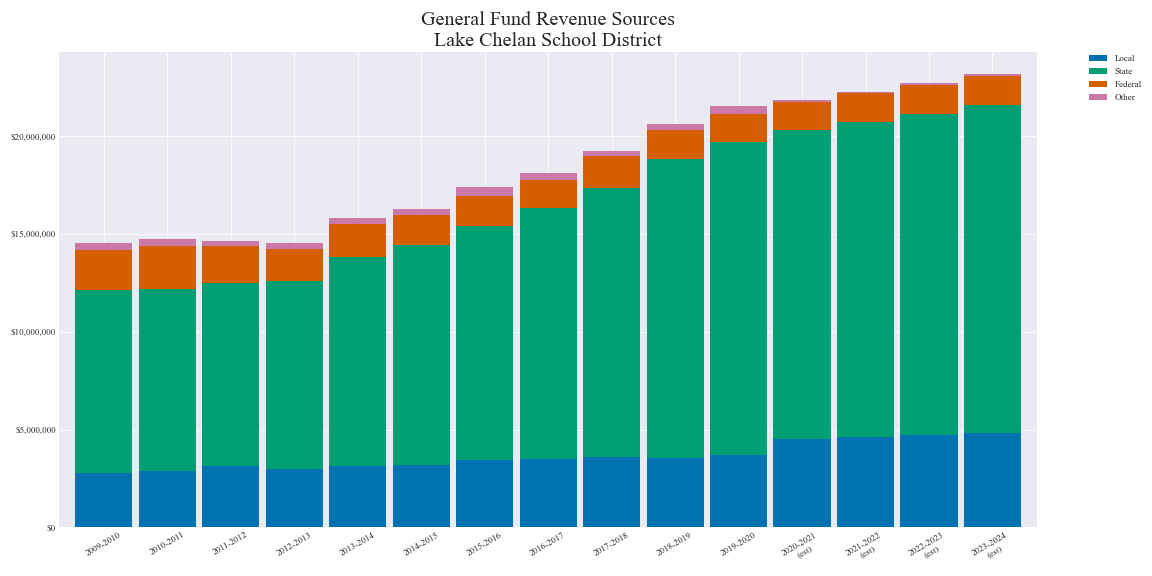 General Fund Revenue Sources
Lake Chelan School District
Local
State
Federal
Other
$20,000,000
$15,000,000
$10,000,000
$5,000,000
$0
2009-2010
2010-2011
2011-2012
2012-2013
2013-2014
2014-2015
2015-2016
2016-2017
2017-2018
2018-2019
2019-2020
2020-2021
(est)
2021-2022
(est)
2022-2023
(est)
2023-2024
(est)